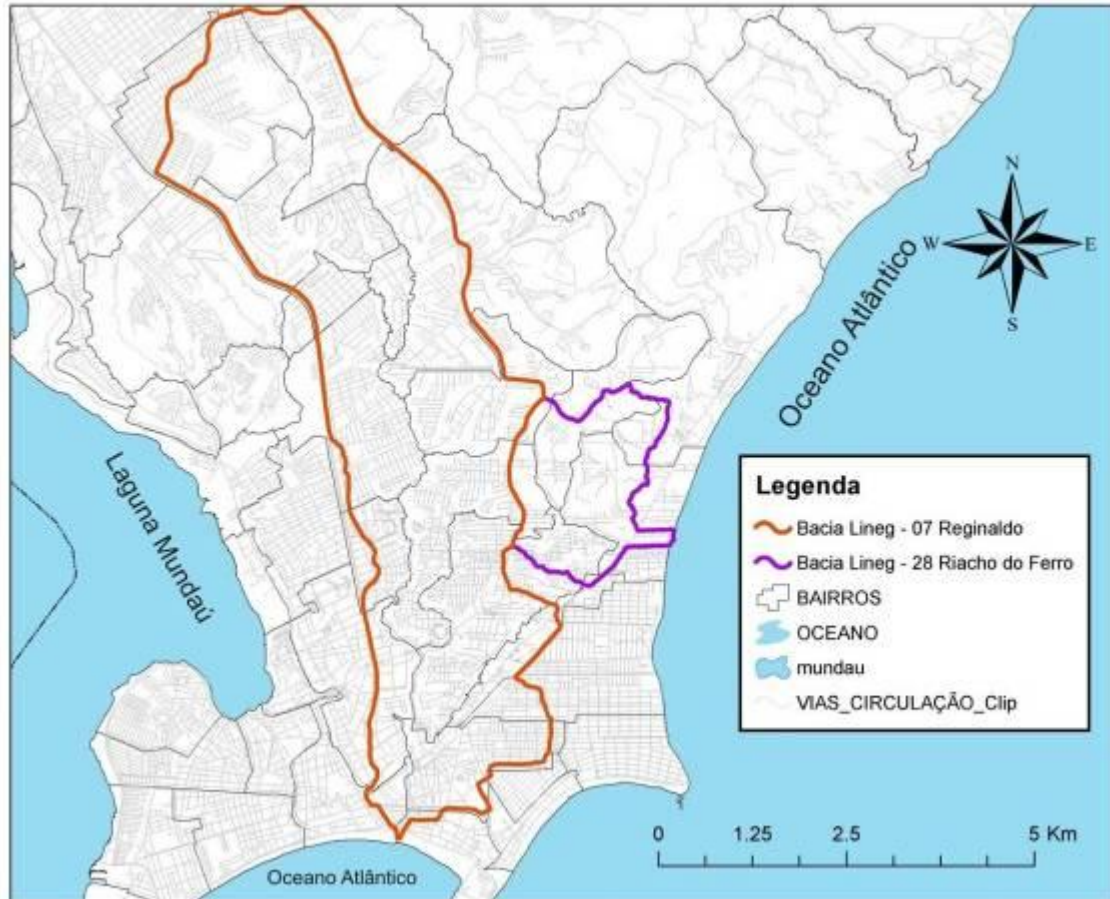 N
W
E
S
Oceano Atlântico
Laguna Mundaú
Legenda
Bacia Lineg - 07 Reginaldo
Bacia Lineg - 28 Riacho do Ferro
BAIRROS
OCEANO
mundau
VIAS_CIRCULAÇÃO_Clip
0 1.25 2.5 5 Km
Oceano Atlântico